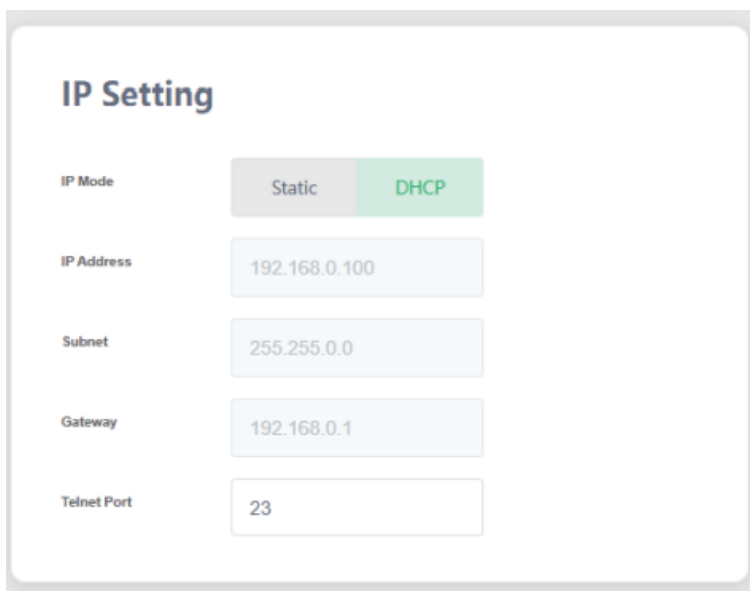 IP Setting
IP Mode Static DHCP
IP Address 192.168.0.100
Subnet 255.255.0.0
Gateway 192.168.0.1
Telnet Port 23